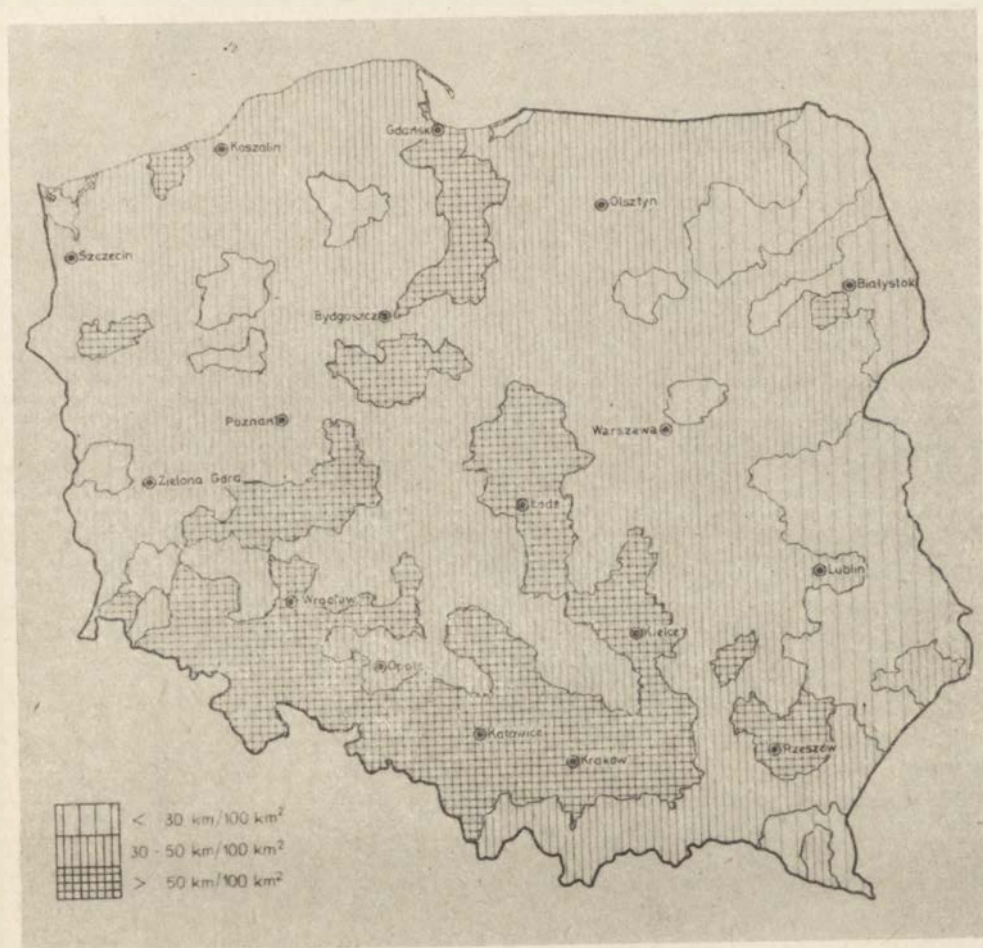 Gdańsk
Koszalin
Olsztyn
Szczecin
Białystok
Bydgoszcz
Poznań
Warszawa
Zielona Góra
Łódź
Lublin
Wrocław
Kielce
Opole
Katowice
Rzeszów
Kraków
< 30 km/100 km²
30 - 50 km/100 km²
> 50 km/100 km²